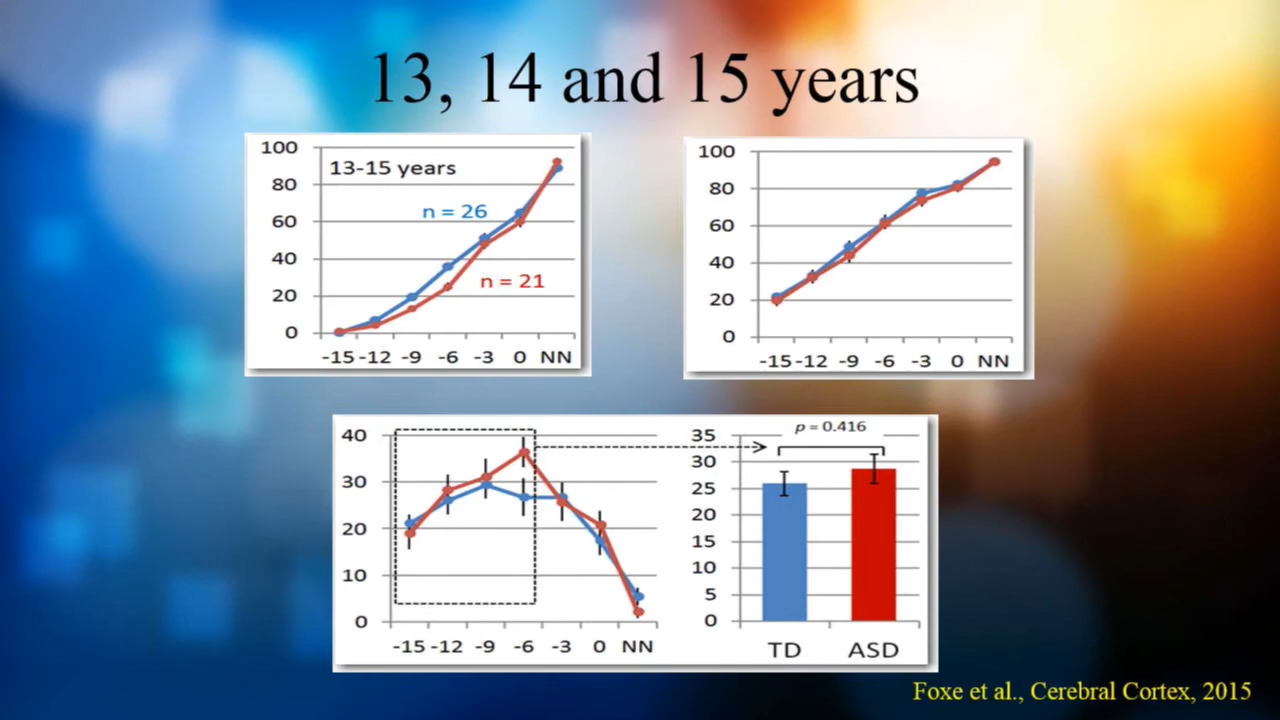 13, 14 and 15 years
100
80
60
40
20
0
13-15 years
n = 26
n = 21
-15 -12 -9 -6 -3 0 NN
100
80
60
40
20
0
-15 -12 -9 -6 -3 0 NN
40
30
20
10
0
-15 -12 -9 -6 -3 0 NN
35
30
25
20
15
10
5
0
p = 0.416
TD ASD
Foxe et al., Cerebral Cortex, 2015